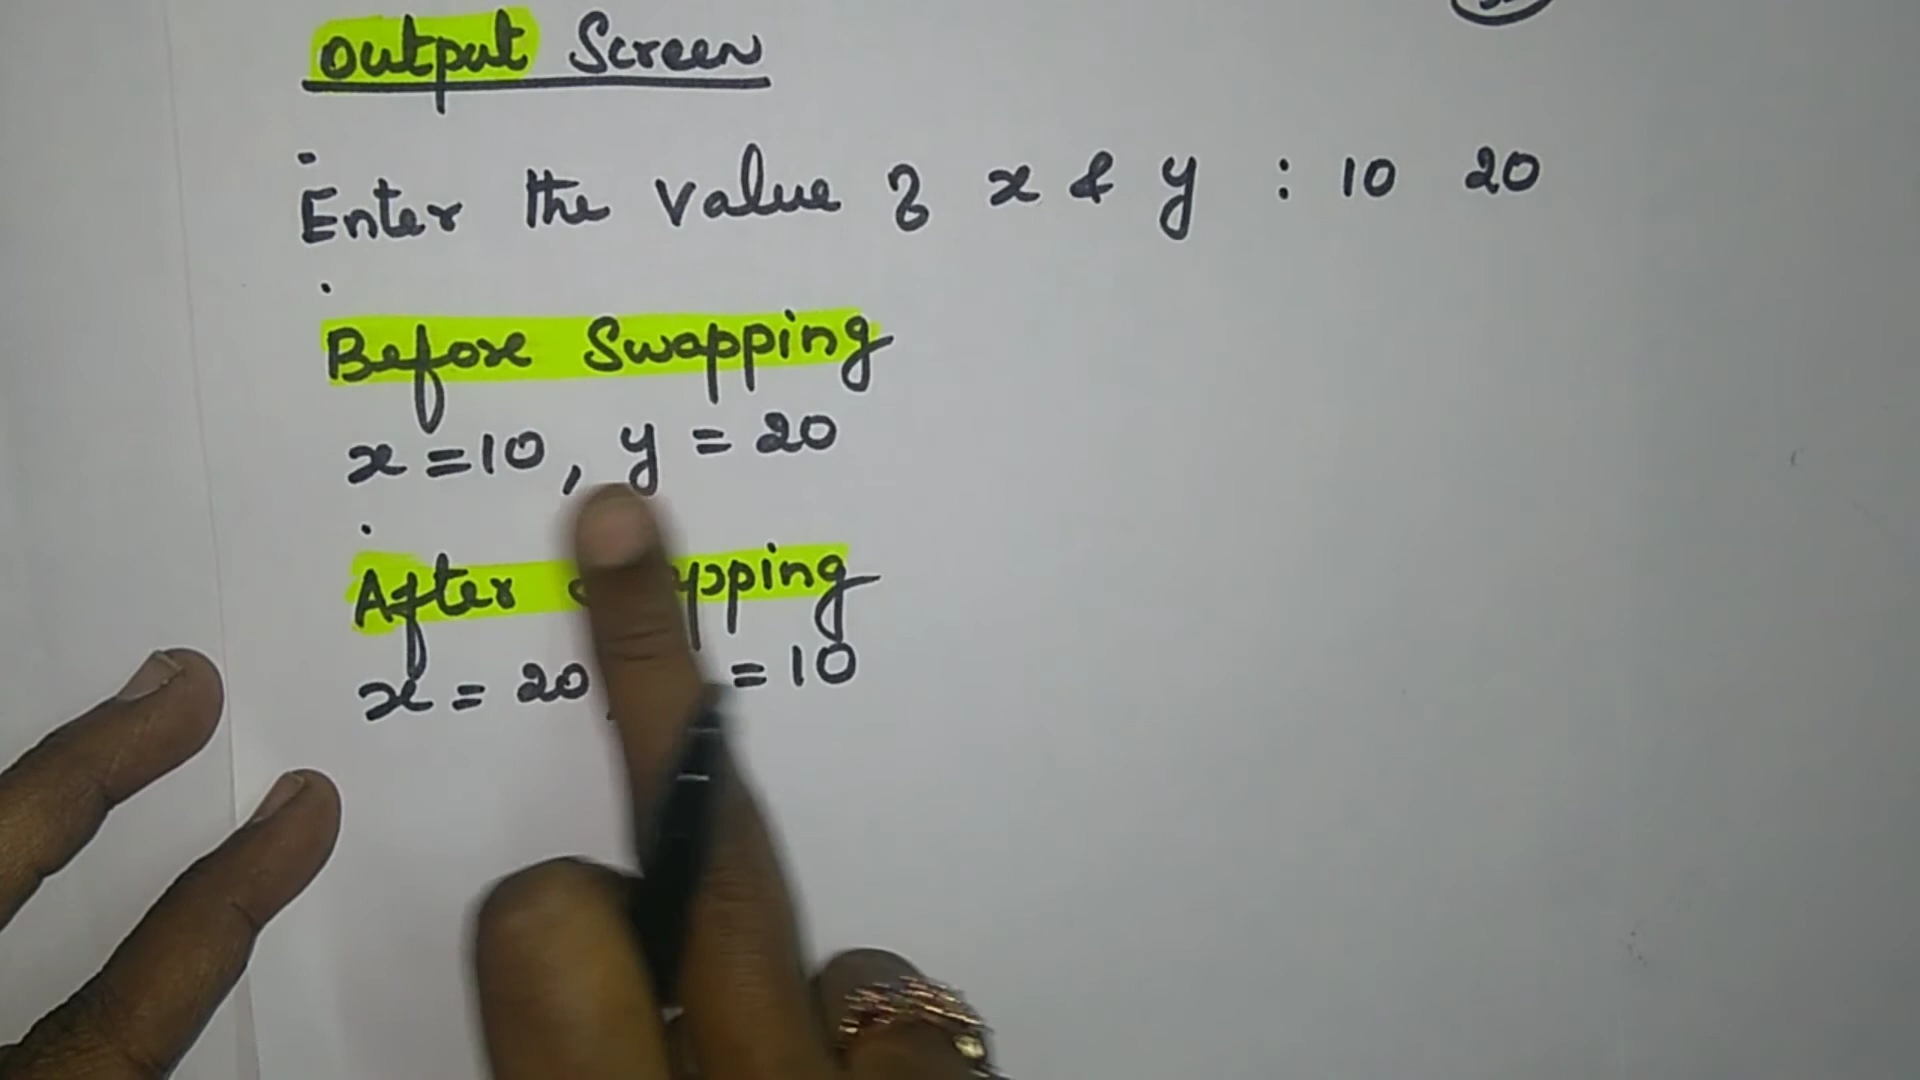 Output Screen
Enter the value of x & y : 10 20
Before Swapping
x = 10, y = 20
After
x = 20 = 10